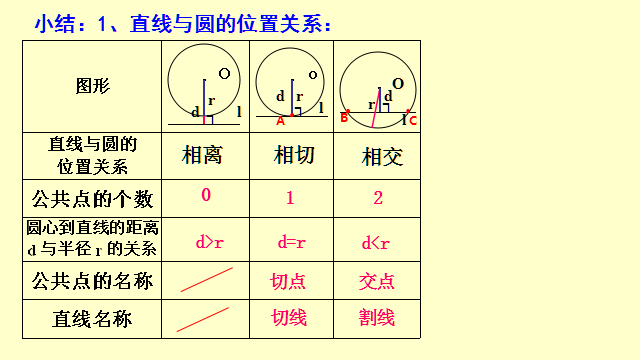 小结：1、直线与圆的位置关系：
图形
O
r
d
l
O
d
r
l
A
O
d
r
l
B
C
直线与圆的
位置关系
相离
相切
相交
公共点的个数
0
1
2
圆心到直线的距离
d与半径r的关系
d>r
d=r
d<r
公共点的名称
切点
交点
直线名称
切线
割线